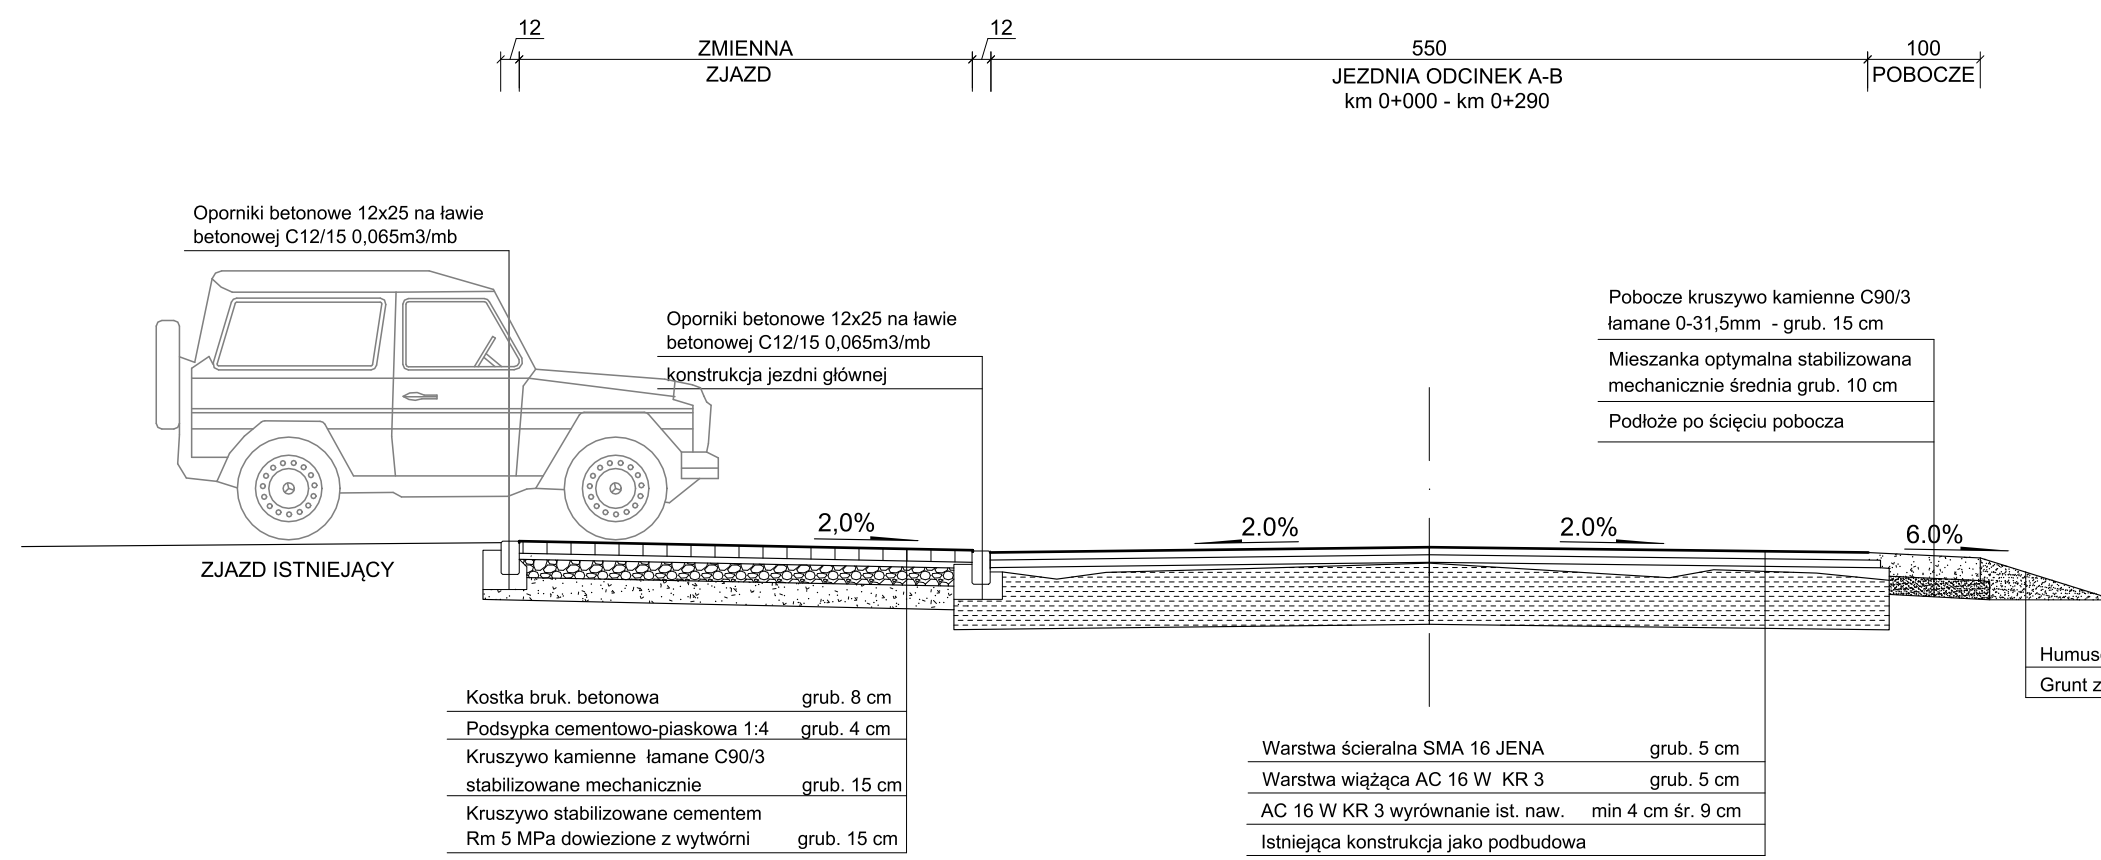 12
ZMIENNA
ZJAZD
12
550
JEZDNIA ODCINEK A-B
km 0+000 - km 0+290
100
POBOCZE
Oporniki betonowe 12x25 na ławie
betonowej C12/15 0,065m3/mb
Oporniki betonowe 12x25 na ławie
betonowej C12/15 0,065m3/mb
konstrukcja jezdni głównej
Pobocze kruszywo kamienne C90/3
łamane 0-31,5mm - grub. 15 cm
Mieszanka optymalna stabilizowana
mechanicznie średnia grub. 10 cm
Podłoże po ścięciu pobocza
2,0%
2.0%
2.0%
6.0%
ZJAZD ISTNIEJĄCY
Kostka bruk. betonowa grub. 8 cm
Podsypka cementowo-piaskowa 1:4 grub. 4 cm
Kruszywo kamienne łamane C90/3
stabilizowane mechanicznie grub. 15 cm
Kruszywo stabilizowane cementem
Rm 5 MPa dowiezione z wytwórni grub. 15 cm
Warstwa ścieralna SMA 16 JENA grub. 5 cm
Warstwa wiążąca AC 16 W KR 3 grub. 5 cm
AC 16 W KR 3 wyrównanie ist. naw. min 4 cm śr. 9 cm
Istniejąca konstrukcja jako podbudowa
Grunt